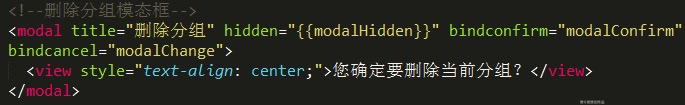 <!--删除分组模态框-->
<modal title="删除分组" hidden="{{modalHidden}}" bindconfirm="modalConfirm"
bindcancel="modalChange">
<view style="text-align: center;">您确定要删除当前分组？</view>
</modal>